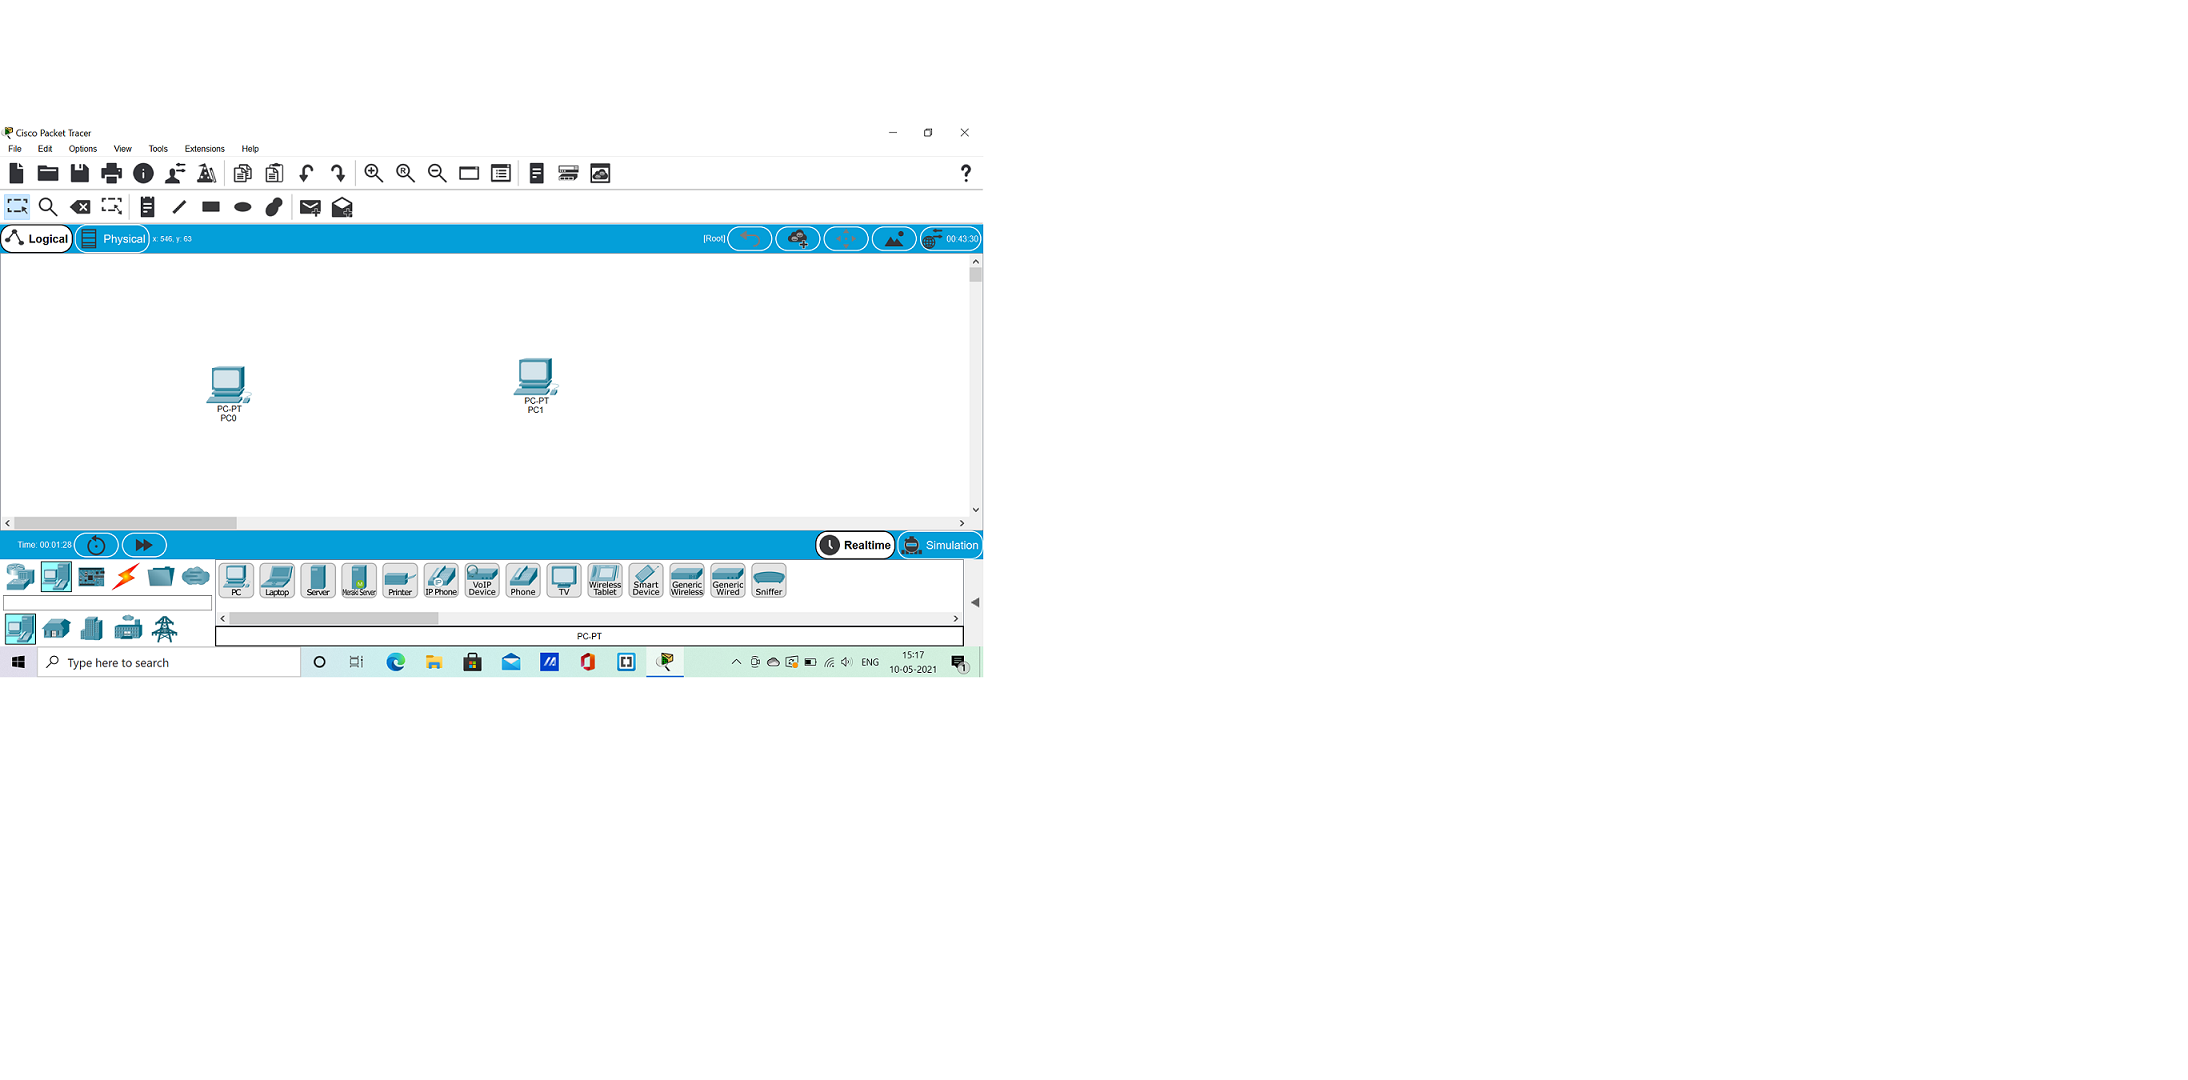 Cisco Packet Tracer
File Edit Options View Tools Extensions Help
Logical Physical x: 546, y: 63 [Root] 00:43:30
PC-PT
PC0
PC-PT
PC1
Time: 00:01:28 Realtime Simulation
PC Laptop Server Meraki Server Printer IP Phone VoIP Device Phone TV Wireless Tablet Smart Device Generic Wireless Generic Wired Sniffer
PC-PT
Type here to search ENG 15:17
10-05-2021
1